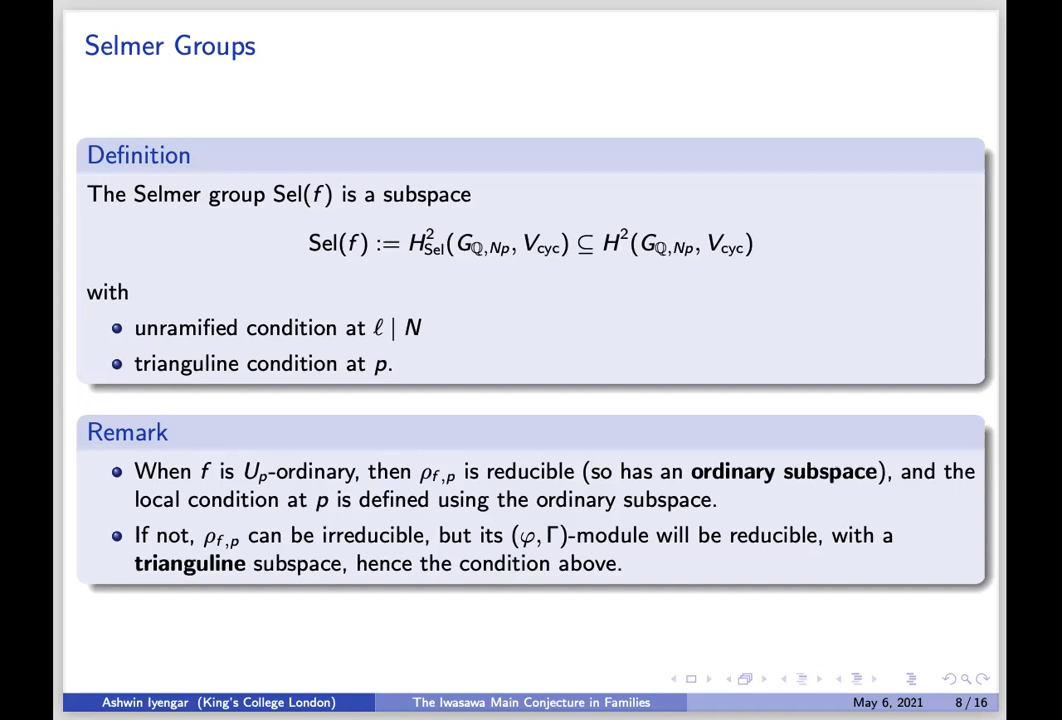 Selmer Groups
Definition
The Selmer group Sel(f) is a subspace
Sel(f) := H²_Sel(G_ℚ,Np, V_cyc) ⊆ H²(G_ℚ,Np, V_cyc)
with
unramified condition at ℓ | N
trianguline condition at p.
Remark
When f is U_p-ordinary, then ρ_f,p is reducible (so has an ordinary subspace), and the
local condition at p is defined using the ordinary subspace.
If not, ρ_f,p can be irreducible, but its (φ, Γ)-module will be reducible, with a
trianguline subspace, hence the condition above.
Ashwin Iyengar (King's College London) The Iwasawa Main Conjecture in Families May 6, 2021 8 / 16